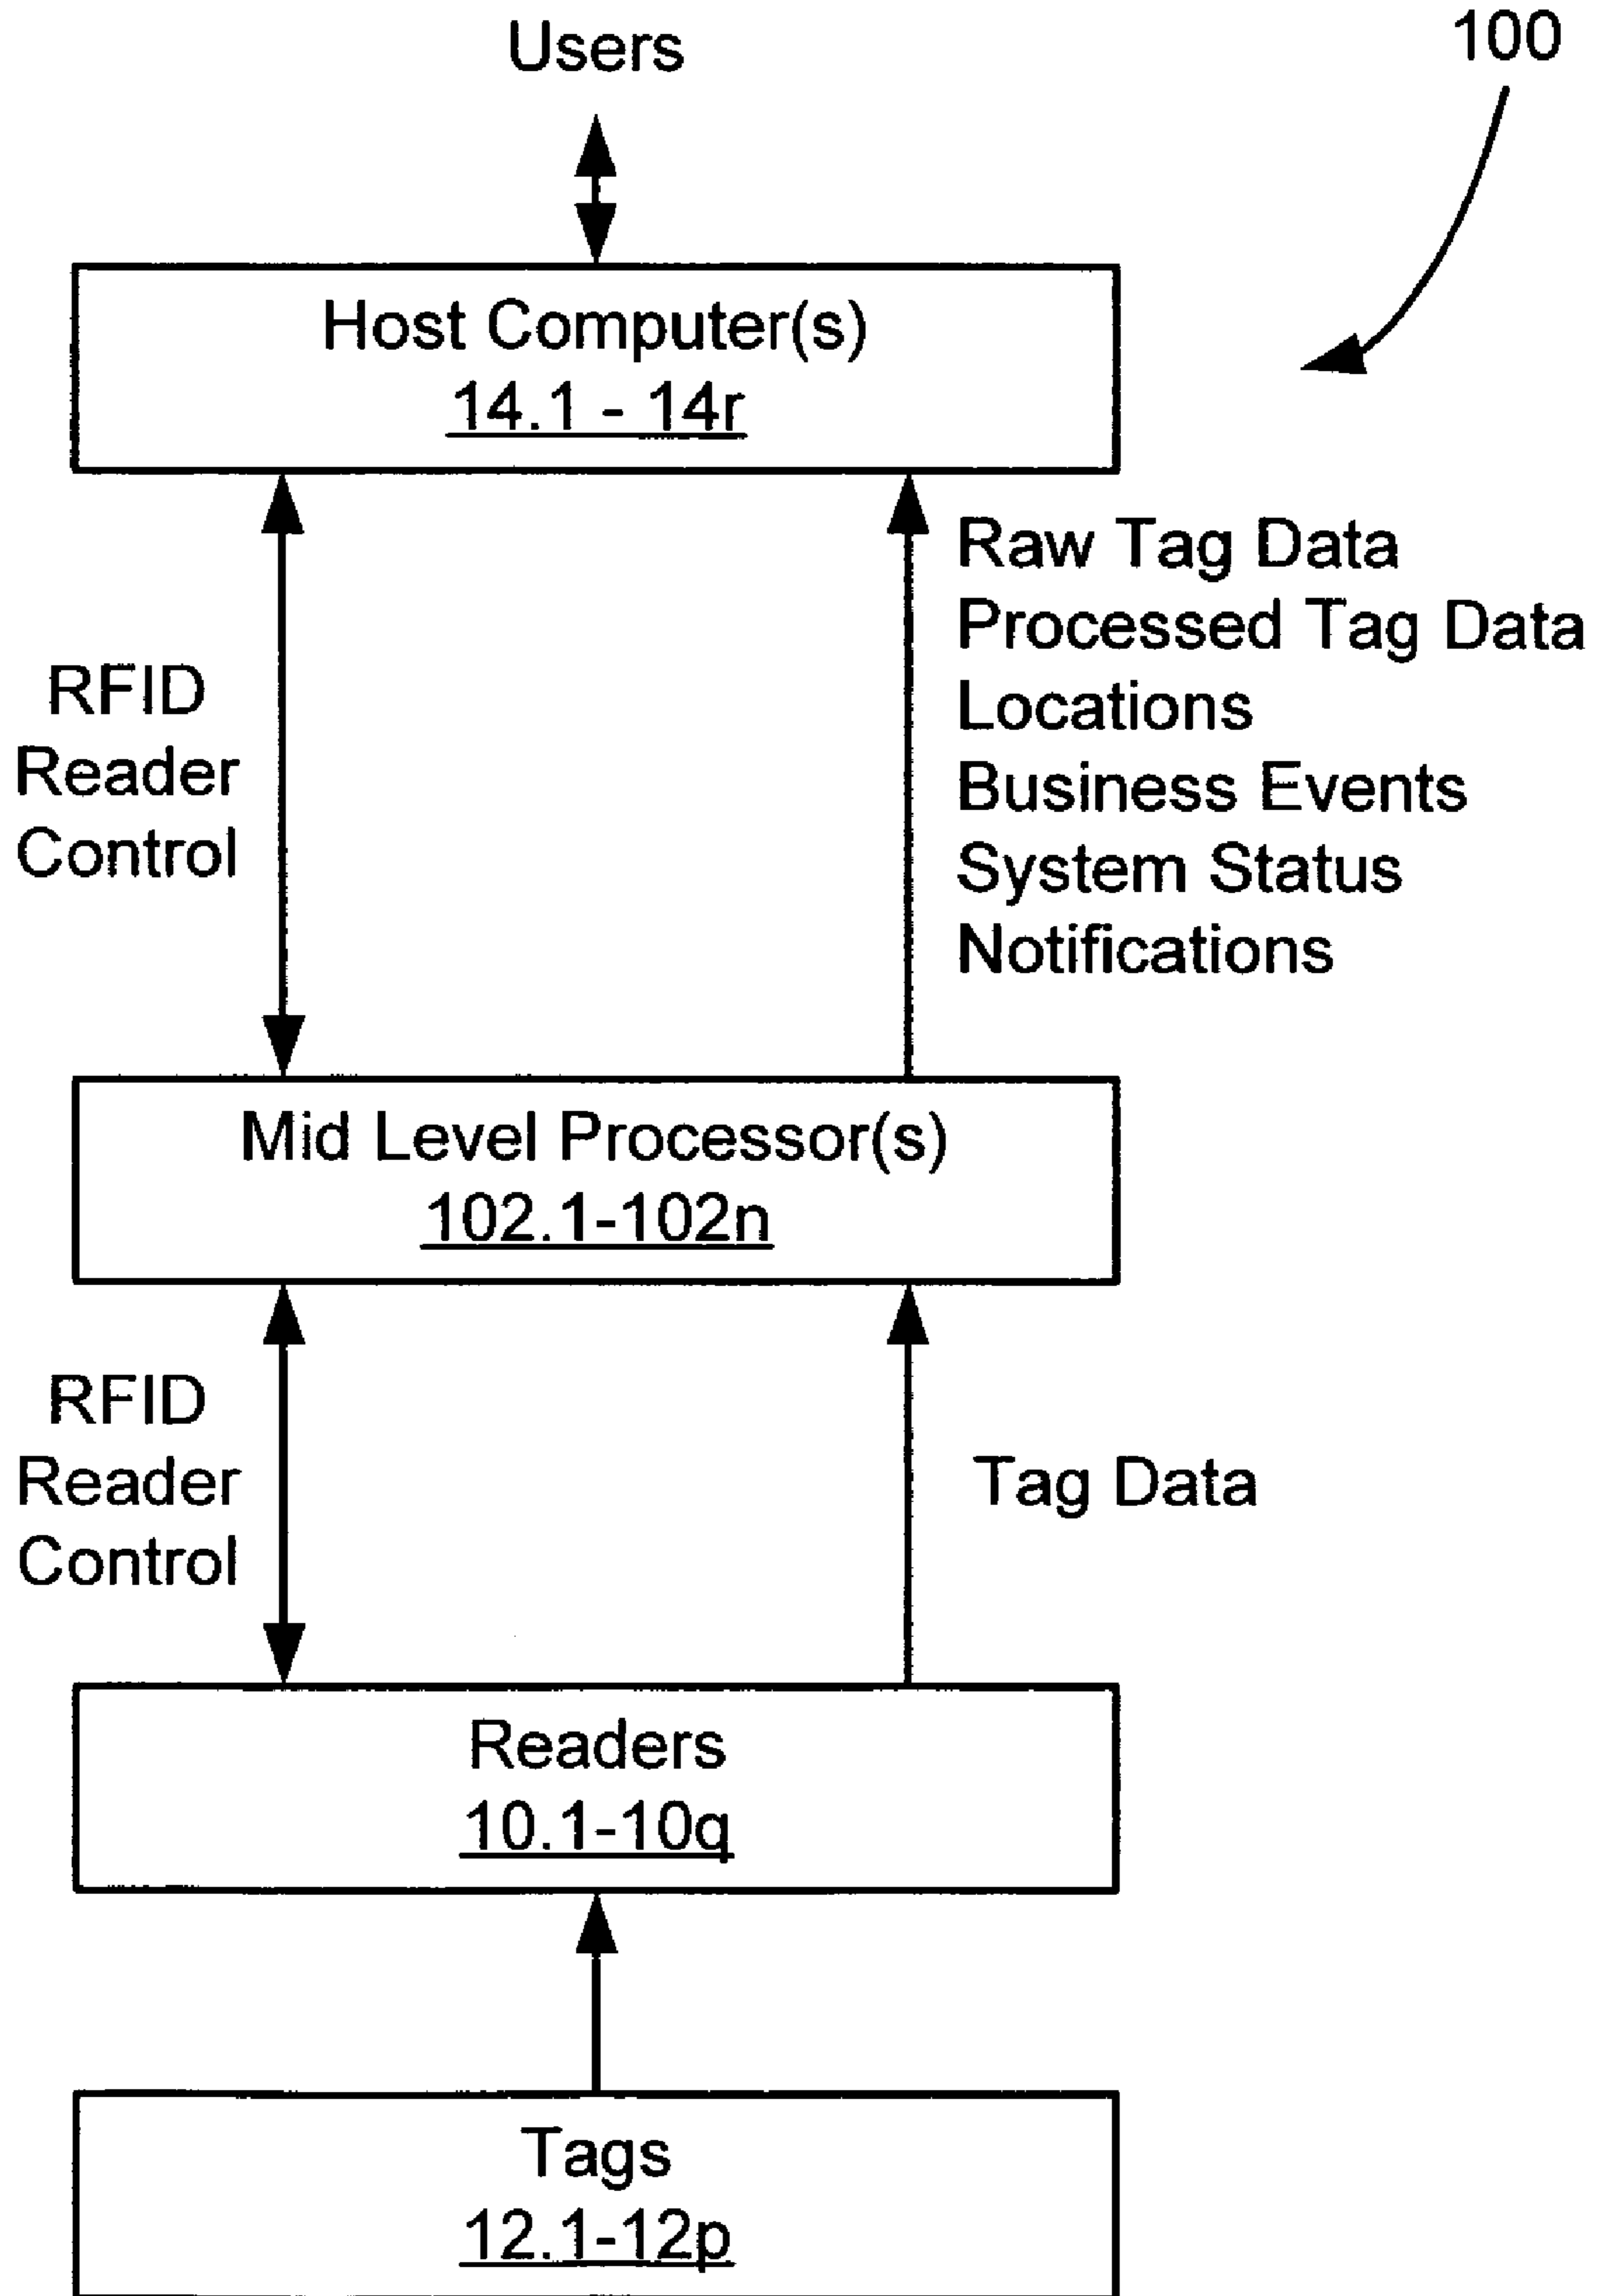 Users
100
Host Computer(s)
14.1 - 14r
RFID
Reader
Control
Raw Tag Data
Processed Tag Data
Locations
Business Events
System Status
Notifications
Mid Level Processor(s)
102.1-102n
RFID
Reader
Control
Tag Data
Readers
10.1-10q
Tags
12.1-12p